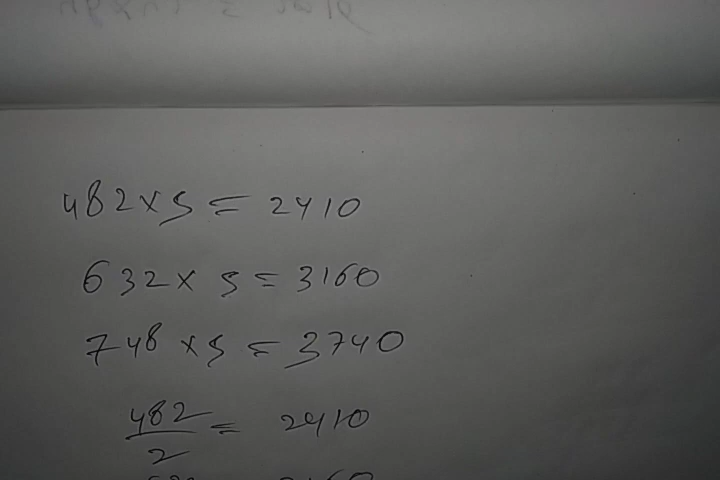 482 x 5 = 2410
632 x 5 = 3160
748 x 5 = 3740
482/2 = 2410